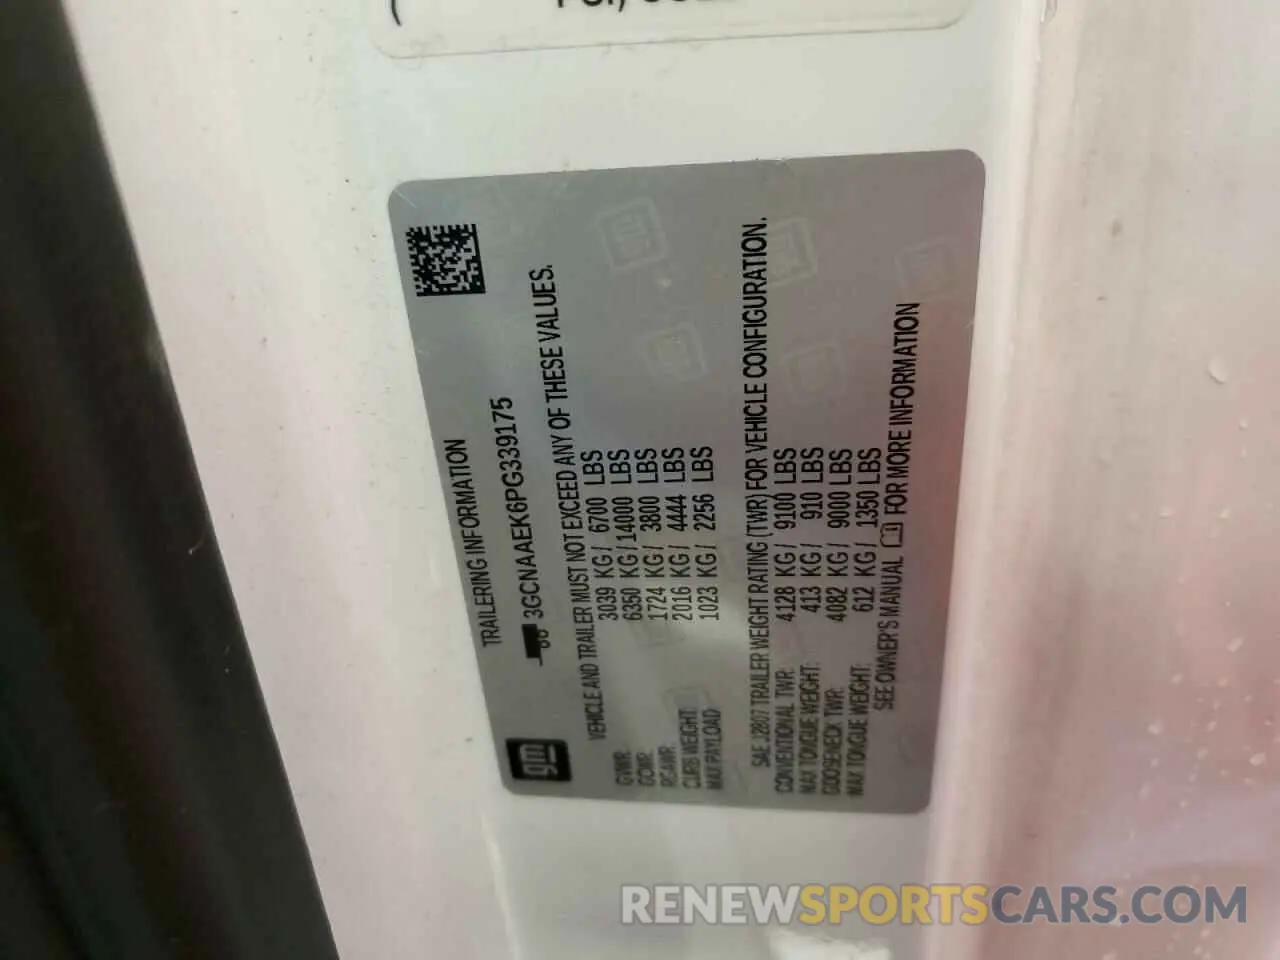 TRAILERING INFORMATION
3GCNAAEK6PG339175
VEHICLE AND TRAILER MUST NOT EXCEED ANY OF THESE VALUES.
GVWR: 3039 KG/ 6700 LBS
GCWR: 6350 KG/14000 LBS
RGAWR: 1724 KG/ 3800 LBS
CURB WEIGHT: 2016 KG/ 4444 LBS
MAX PAYLOAD: 1023 KG/ 2256 LBS
SAE J2807 TRAILER WEIGHT RATING (TWR) FOR VEHICLE CONFIGURATION.
CONVENTIONAL TWR: 4128 KG/ 9100 LBS
MAX TONGUE WEIGHT: 413 KG/ 910 LBS
GOOSENECK TWR: 4082 KG/ 9000 LBS
MAX TONGUE WEIGHT: 612 KG/ 1350 LBS
SEE OWNER'S MANUAL FOR MORE INFORMATION
gm
RENEWSPORTSCARS.COM